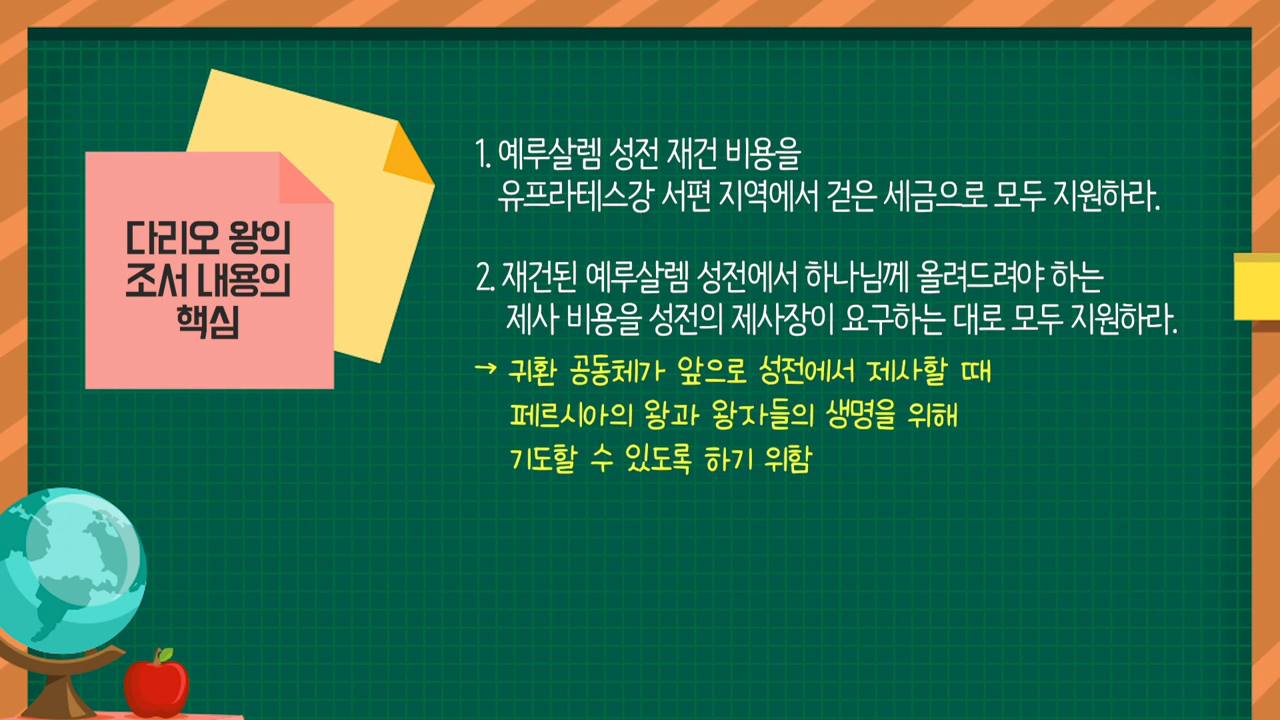 다리오 왕의
조서 내용의
핵심
1. 예루살렘 성전 재건 비용을
유프라테스강 서편 지역에서 걷은 세금으로 모두 지원하라.
2. 재건된 예루살렘 성전에서 하나님께 올려드려야 하는
제사 비용을 성전의 제사장이 요구하는 대로 모두 지원하라.
→ 귀환 공동체가 앞으로 성전에서 제사할 때
페르시아의 왕과 왕자들의 생명을 위해
기도할 수 있도록 하기 위함